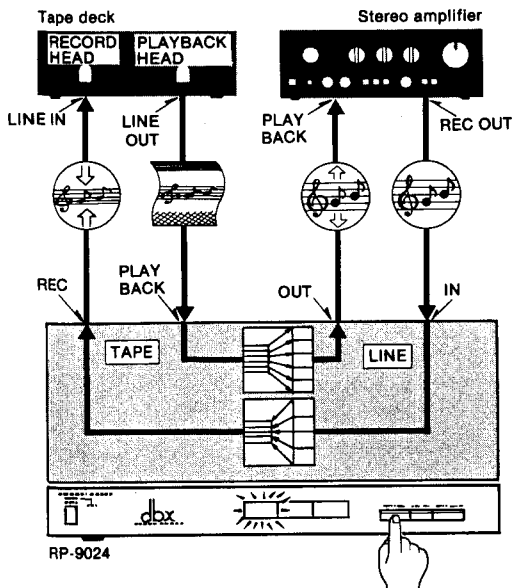 Tape deck
Stereo amplifier
RECORD
HEAD
PLAYBACK
HEAD
LINE IN
LINE
OUT
PLAY
BACK
REC OUT
REC
PLAY
BACK
OUT
IN
TAPE
LINE
dbx
RP-9024